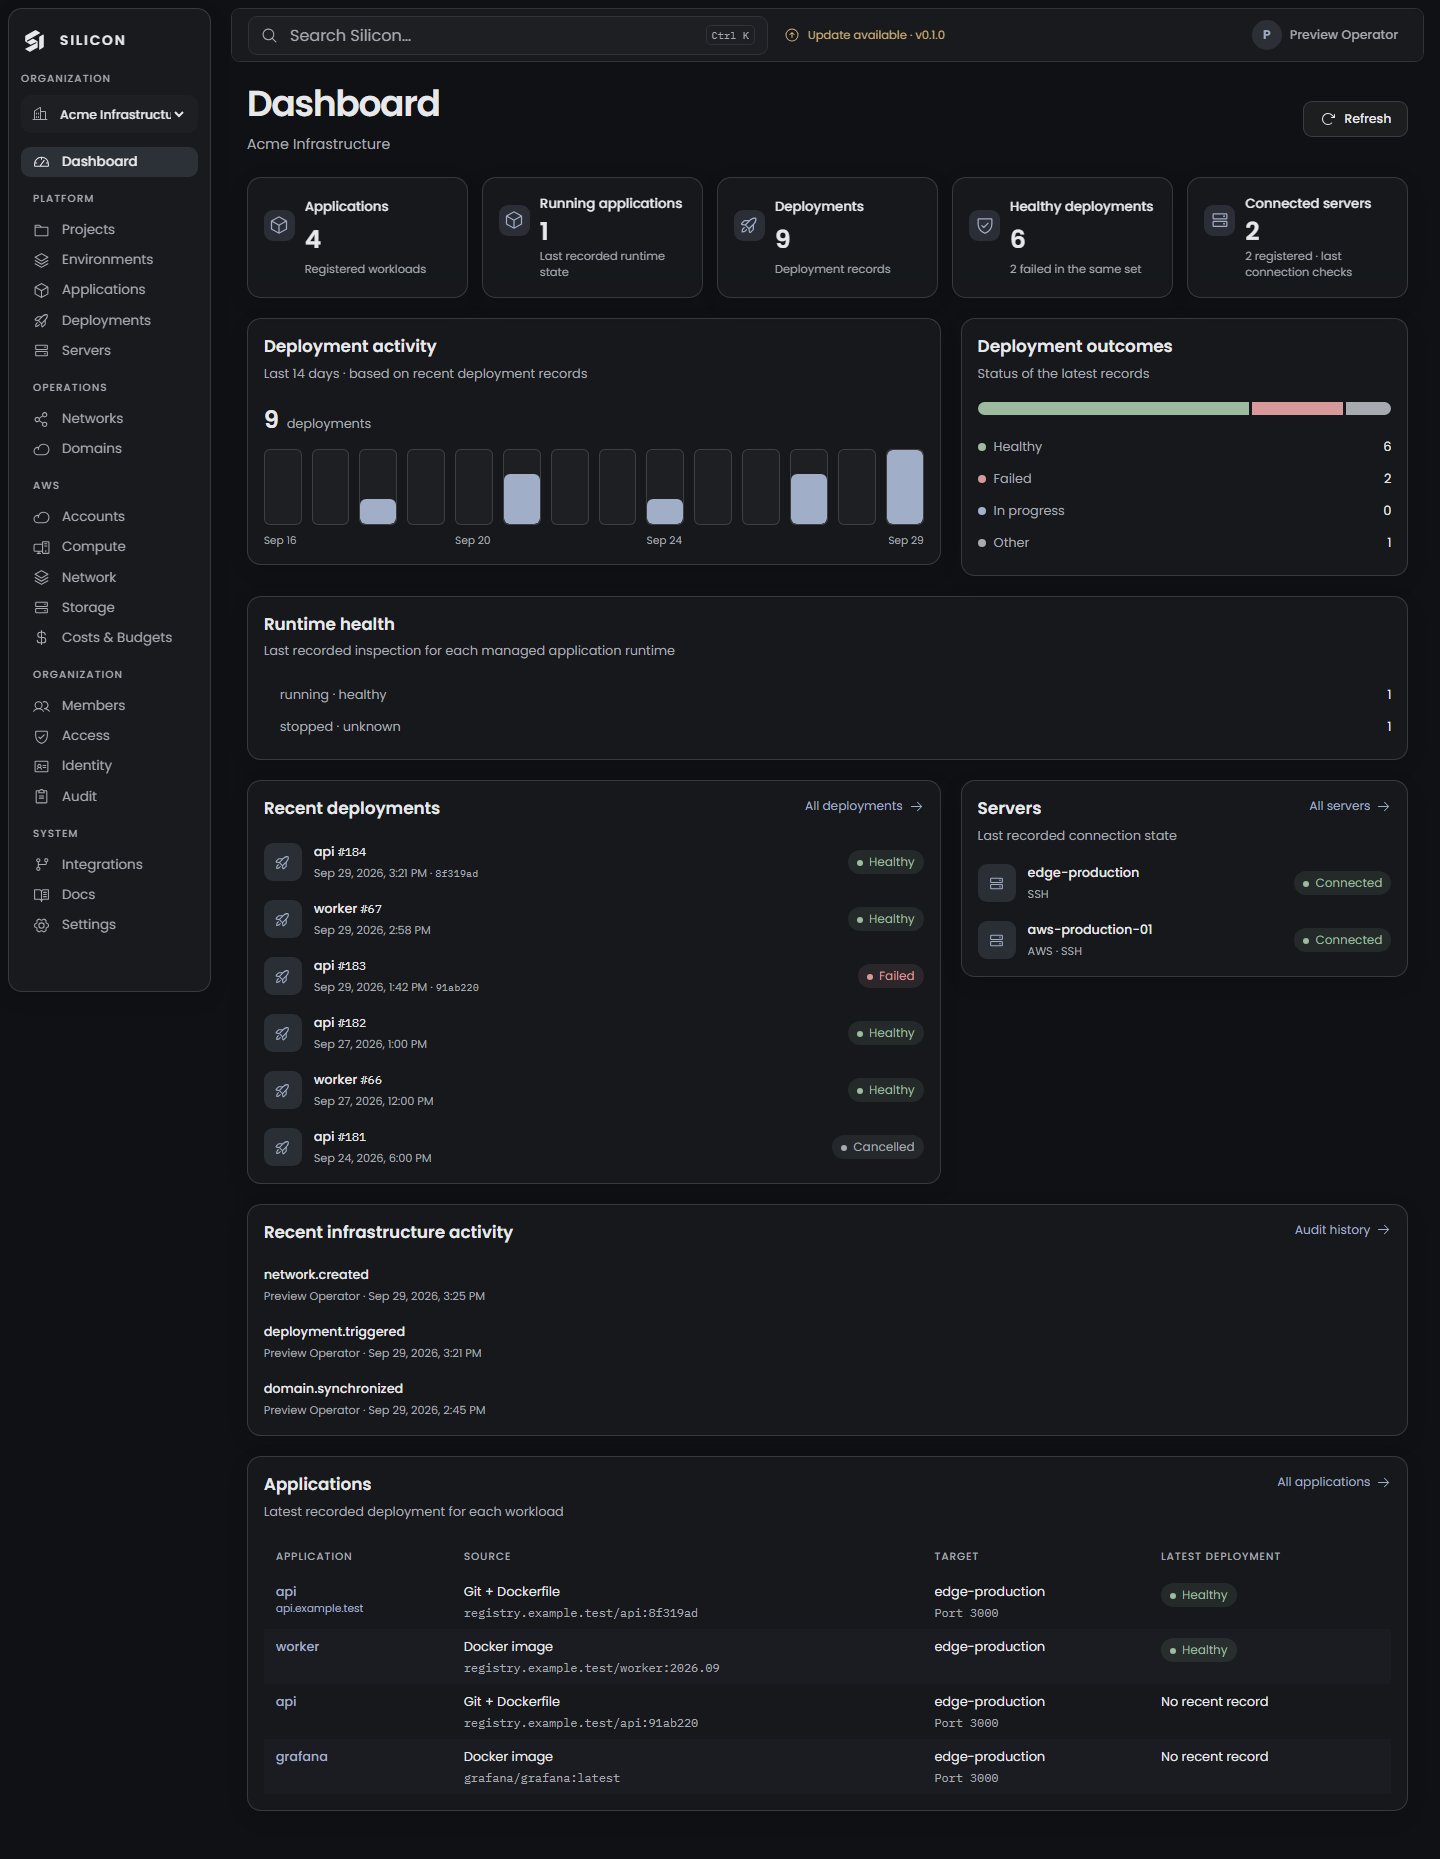 SILICON
ORGANIZATION
Acme Infrastructu
Dashboard
PLATFORM
Projects
Environments
Applications
Deployments
Servers
OPERATIONS
Networks
Domains
AWS
Accounts
Compute
Network
Storage
Costs & Budgets
ORGANIZATION
Members
Access
Identity
Audit
SYSTEM
Integrations
Docs
Settings
Search Silicon...
Ctrl K
Update available · v0.1.0
P
Preview Operator
Dashboard
Acme Infrastructure
Refresh
Applications
4
Registered workloads
Running applications
1
Last recorded runtime
state
Deployments
9
Deployment records
Healthy deployments
6
2 failed in the same set
Connected servers
2
2 registered · last
connection checks
Deployment activity
Last 14 days · based on recent deployment records
9 deployments
Sep 16
Sep 20
Sep 24
Sep 29
Deployment outcomes
Status of the latest records
Healthy 6
Failed 2
In progress 0
Other 1
Runtime health
Last recorded inspection for each managed application runtime
running · healthy 1
stopped · unknown 1
Recent deployments
All deployments →
api #184
Sep 29, 2026, 3:21 PM · 8f319ad
Healthy
worker #67
Sep 29, 2026, 2:58 PM
Healthy
api #183
Sep 29, 2026, 1:42 PM · 91ab220
Failed
api #182
Sep 27, 2026, 1:00 PM
Healthy
worker #66
Sep 27, 2026, 12:00 PM
Healthy
api #181
Sep 24, 2026, 6:00 PM
Cancelled
Servers
All servers →
Last recorded connection state
edge-production
SSH
Connected
aws-production-01
AWS · SSH
Connected
Recent infrastructure activity
Audit history →
network.created
Preview Operator · Sep 29, 2026, 3:25 PM
deployment.triggered
Preview Operator · Sep 29, 2026, 3:21 PM
domain.synchronized
Preview Operator · Sep 29, 2026, 2:45 PM
Applications
All applications →
Latest recorded deployment for each workload
APPLICATION SOURCE TARGET LATEST DEPLOYMENT
api Git + Dockerfile edge-production Healthy
api.example.test registry.example.test/api:8f319ad Port 3000
worker Docker image edge-production Healthy
registry.example.test/worker:2026.09
api Git + Dockerfile edge-production No recent record
registry.example.test/api:91ab220 Port 3000
grafana Docker image edge-production No recent record
grafana/grafana:latest Port 3000